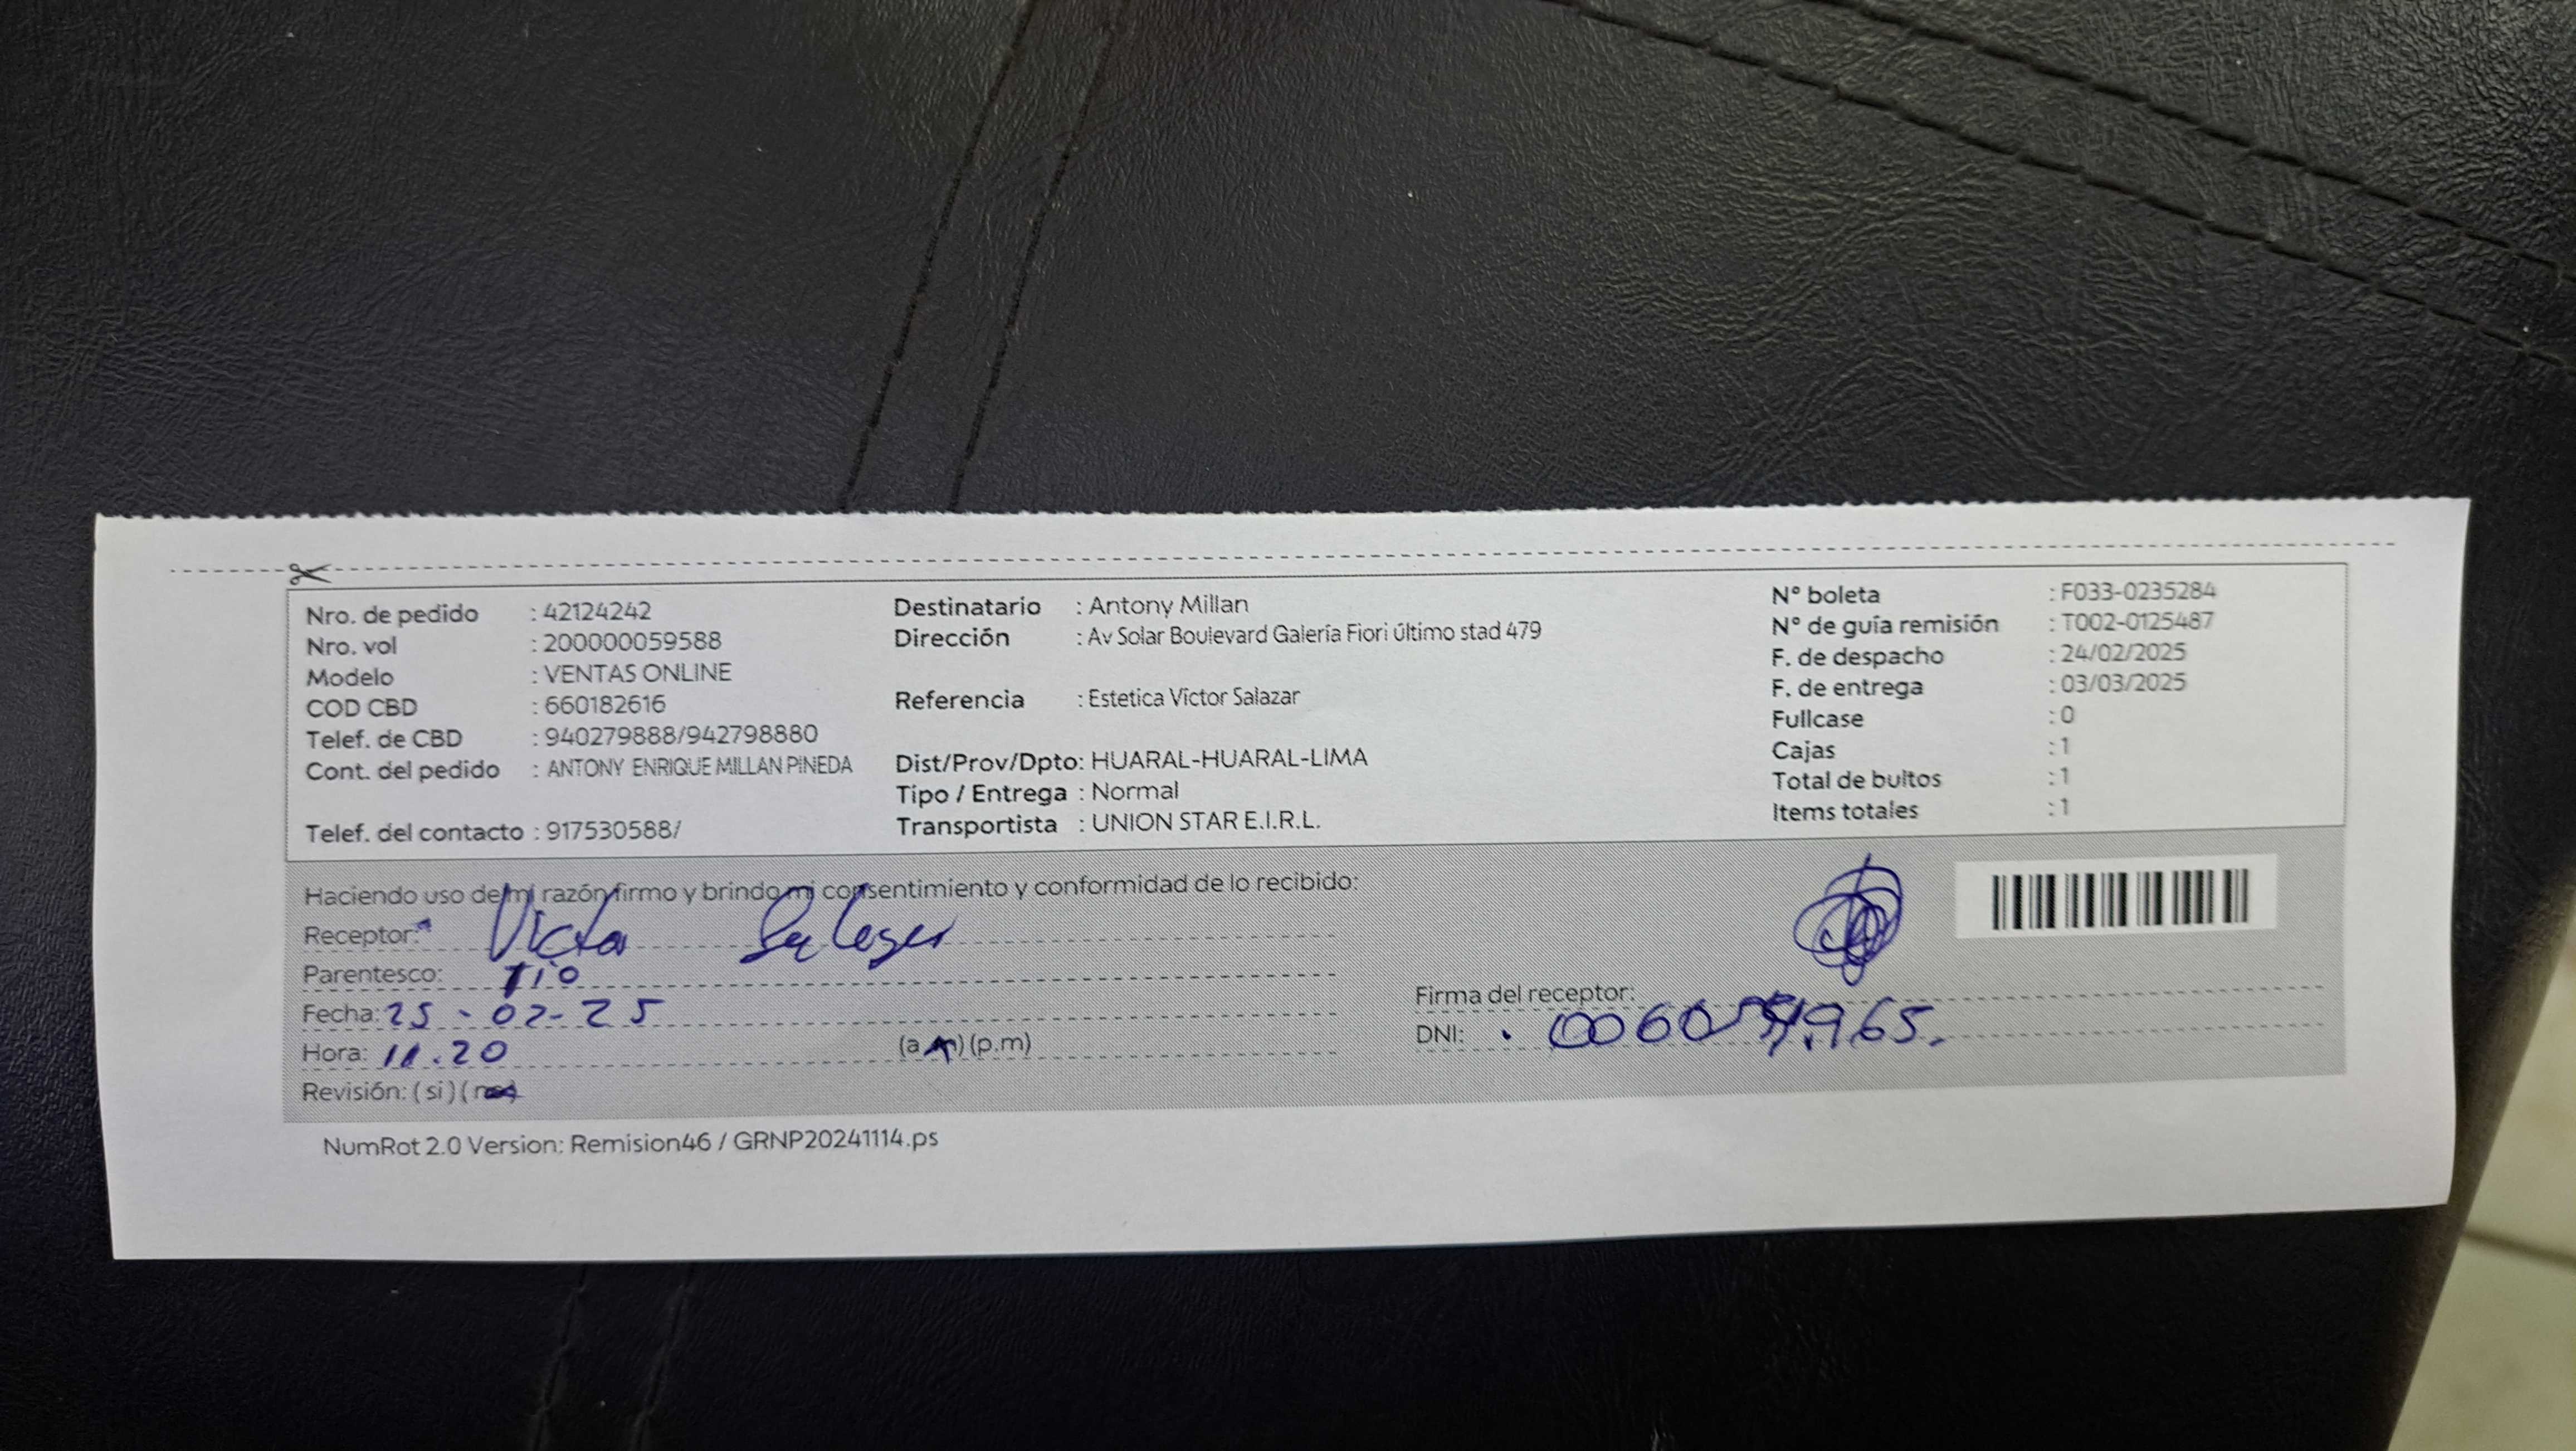 Nro. de pedido : 42124242
Nro. vol : 200000059588
Modelo : VENTAS ONLINE
COD CBD : 660182616
Telef. de CBD : 940279888/942798880
Cont. del pedido : ANTONY ENRIQUE MILLAN PINEDA
Telef. del contacto : 917530588/
Destinatario : Antony Millan
Dirección : Av Solar Boulevard Galería Fiori último stad 479
Referencia : Estetica Victor Salazar
Dist/Prov/Dpto: HUARAL-HUARAL-LIMA
Tipo / Entrega : Normal
Transportista : UNION STAR E.I.R.L.
Nº boleta : F033-0235284
Nº de guía remisión : T002-0125487
F. de despacho : 24/02/2025
F. de entrega : 03/03/2025
Fullcase : 0
Cajas : 1
Total de bultos : 1
Items totales : 1
Haciendo uso de mi razón firmo y brindo mi consentimiento y conformidad de lo recibido:
Receptor: Victor Salazar
Parentesco: Tio
Fecha: 25-02-25
Hora: 11.20 (a.m) (p.m)
Revisión: ( si ) ( no )
Firma del receptor:
DNI:
NumRot 2.0 Version: Remision46 / GRNP20241114.ps